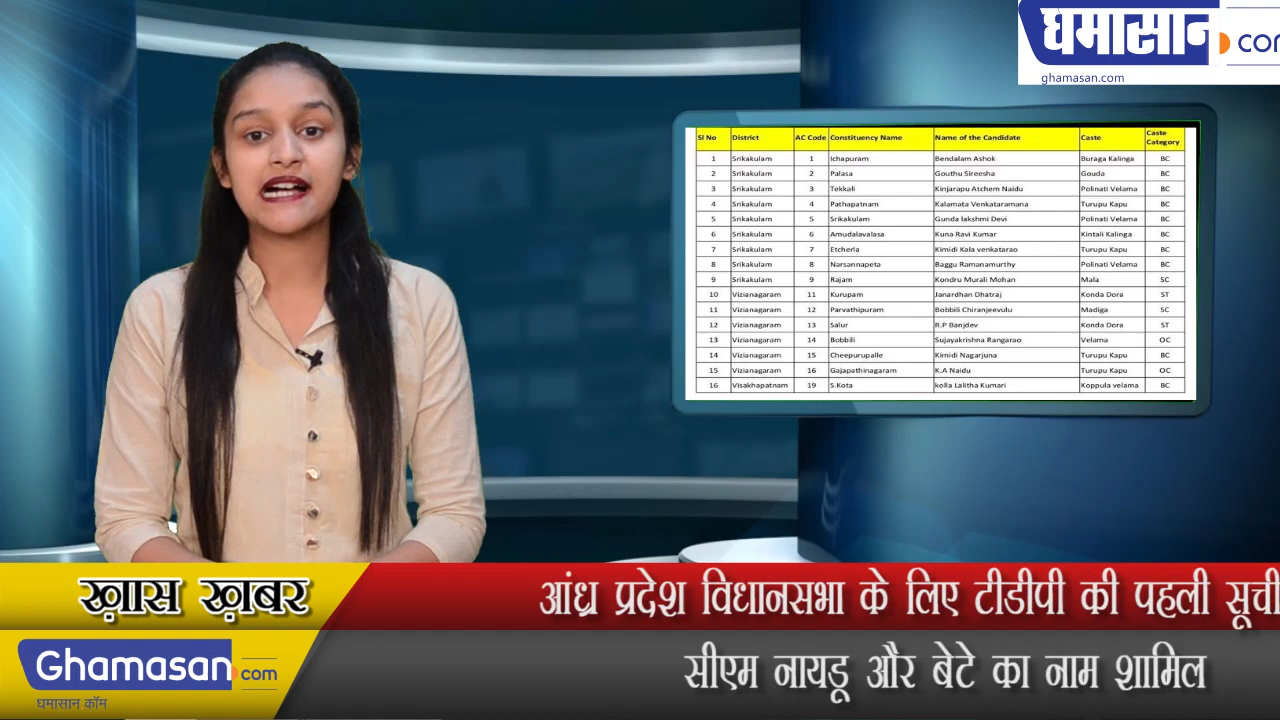 घमासान.com
ghamasan.com
Sl No District AC Code Constituency Name Name of the Candidate Caste Caste Category
1 Srikakulam 1 Ichapuram Bendalam Ashok Buraga Kalinga BC
2 Srikakulam 2 Palasa Gouthu Sireesha Gouda BC
3 Srikakulam 3 Tekkali Kinjarapu Atchem Naidu Polinati Velama BC
4 Srikakulam 4 Pathapatnam Kalamata Venkataramana Turupu Kapu BC
5 Srikakulam 5 Srikakulam Gunda lakshmi Devi Polinati Velama BC
6 Srikakulam 6 Amudalavalasa Kuna Ravi Kumar Kintali Kalinga BC
7 Srikakulam 7 Etcherla Kimidi Kala venkatarao Turupu Kapu BC
8 Srikakulam 8 Narsannapeta Baggu Ramanamurthy Polinati Velama BC
9 Srikakulam 9 Rajam Kondru Murali Mohan Mala SC
10 Vizianagaram 11 Kurupam Janardhan Dhatraj Konda Dora ST
11 Vizianagaram 12 Parvathipuram Bobbili Chiranjeevulu Madiga SC
12 Vizianagaram 13 Salur R.P Banjdev Konda Dora ST
13 Vizianagaram 14 Bobbili Sujayakrishna Rangarao Velama OC
14 Vizianagaram 15 Cheepurupalle Kimidi Nagarjuna Turupu Kapu BC
15 Vizianagaram 16 Gajapathinagaram K.A Naidu Turupu Kapu OC
16 Visakhapatnam 19 S.Kota kolla Lalitha Kumari Koppula velama BC
ख़ास ख़बर
आंध्र प्रदेश विधानसभा के लिए टीडीपी की पहली सूची
Ghamasan.com
घमासान कॉम
सीएम नायडू और बेटे का नाम शामिल